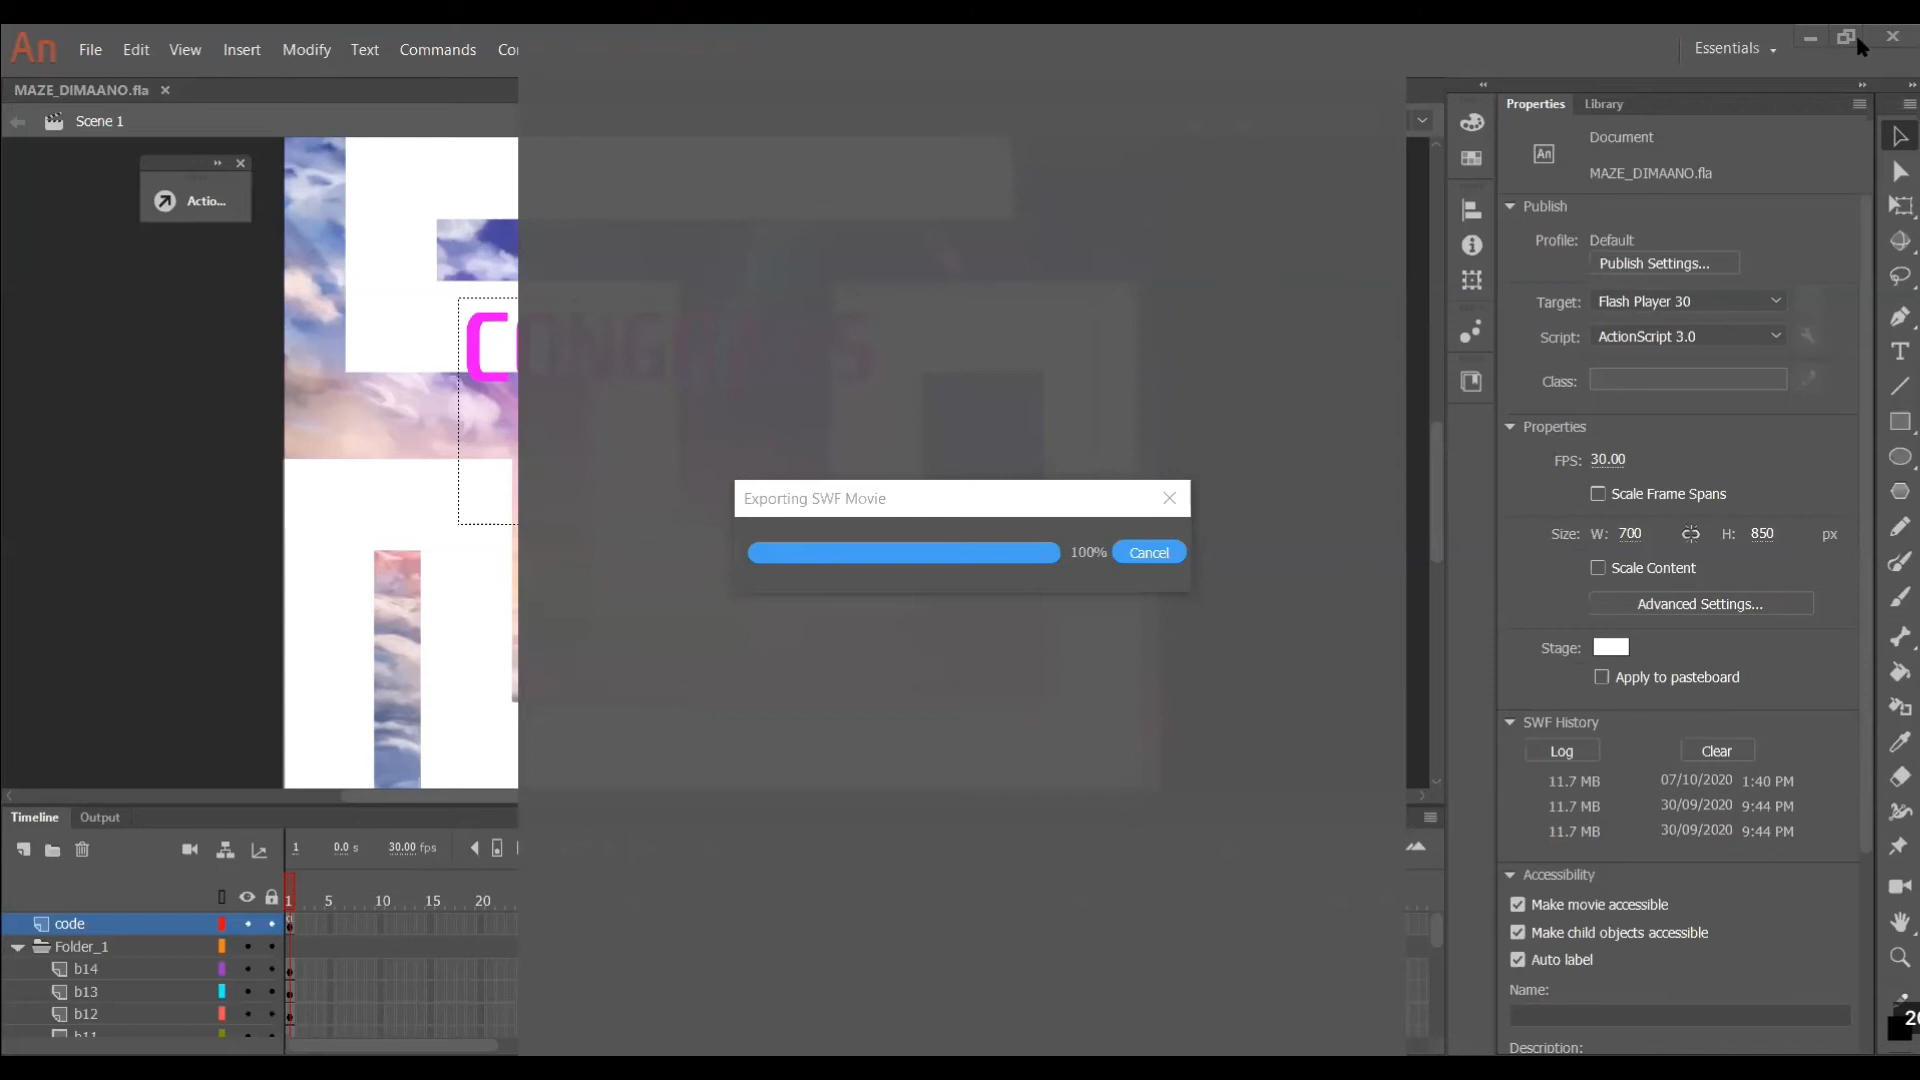 An File Edit View Insert Modify Text Commands Co
Essentials
MAZE_DIMAANO.fla
Scene 1
Actio...
CONGRATS
Exporting SWF Movie
100% Cancel
Properties Library
An
Document
MAZE_DIMAANO.fla
Publish
Profile: Default
Publish Settings...
Target: Flash Player 30
Script: ActionScript 3.0
Class:
Properties
FPS: 30.00
Scale Frame Spans
Size: W: 700 H: 850 px
Scale Content
Advanced Settings...
Stage:
Apply to pasteboard
SWF History
Log Clear
11.7 MB 07/10/2020 1:40 PM
11.7 MB 30/09/2020 9:44 PM
11.7 MB 30/09/2020 9:44 PM
Accessibility
Make movie accessible
Make child objects accessible
Auto label
Name:
Description:
Timeline Output
1 0.0 s 30.00 fps
1 5 10 15 20
code
Folder_1
b14
b13
b12
b11